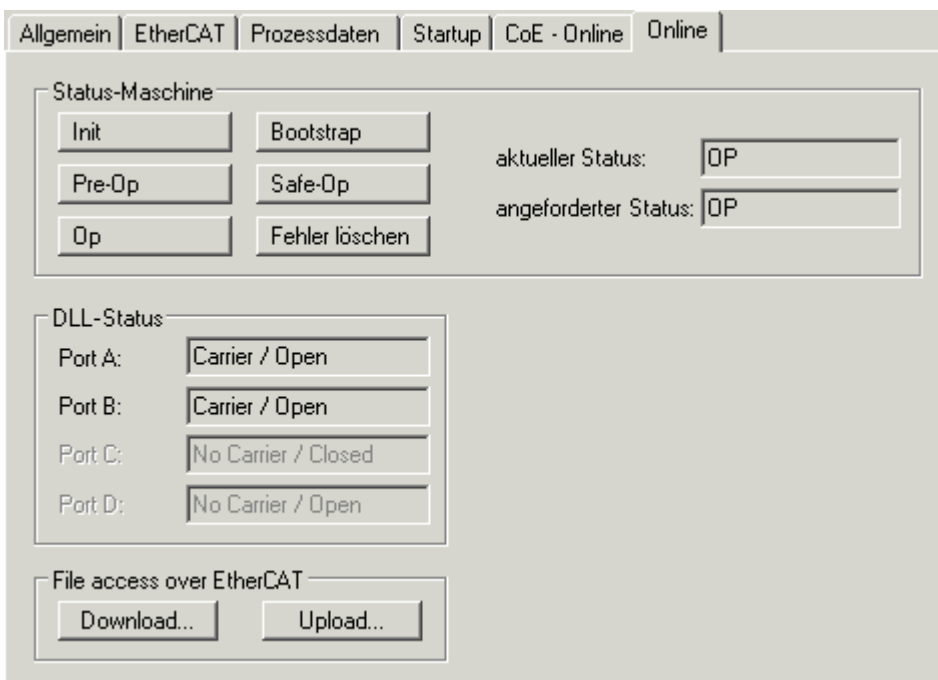 Allgemein EtherCAT Prozessdaten Startup CoE - Online Online
Status-Maschine
Init Bootstrap
Pre-Op Safe-Op
Op Fehler löschen
aktueller Status: OP
angeforderter Status: OP
DLL-Status
Port A: Carrier / Open
Port B: Carrier / Open
Port C: No Carrier / Closed
Port D: No Carrier / Open
File access over EtherCAT
Download... Upload...